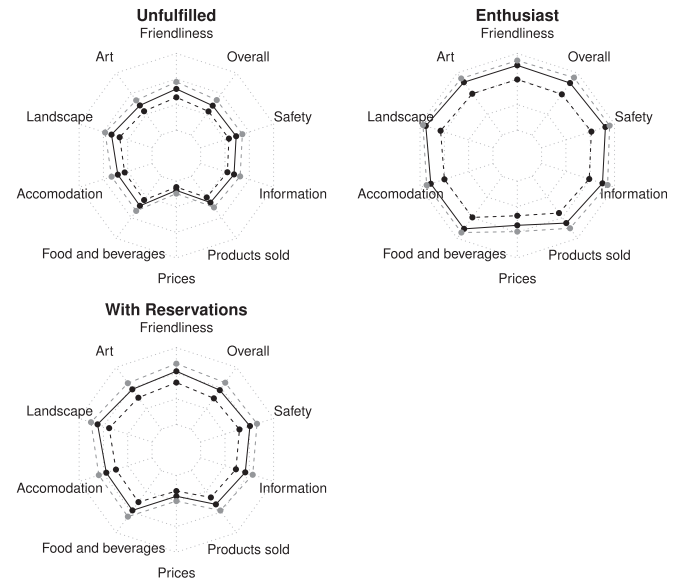 Unfulfilled
Friendliness
Art
Overall
Landscape
Safety
Accomodation
Information
Food and beverages
Products sold
Prices
Enthusiast
Friendliness
Art
Overall
Landscape
Safety
Accomodation
Information
Food and beverages
Products sold
Prices
With Reservations
Friendliness
Art
Overall
Landscape
Safety
Accomodation
Information
Food and beverages
Products sold
Prices